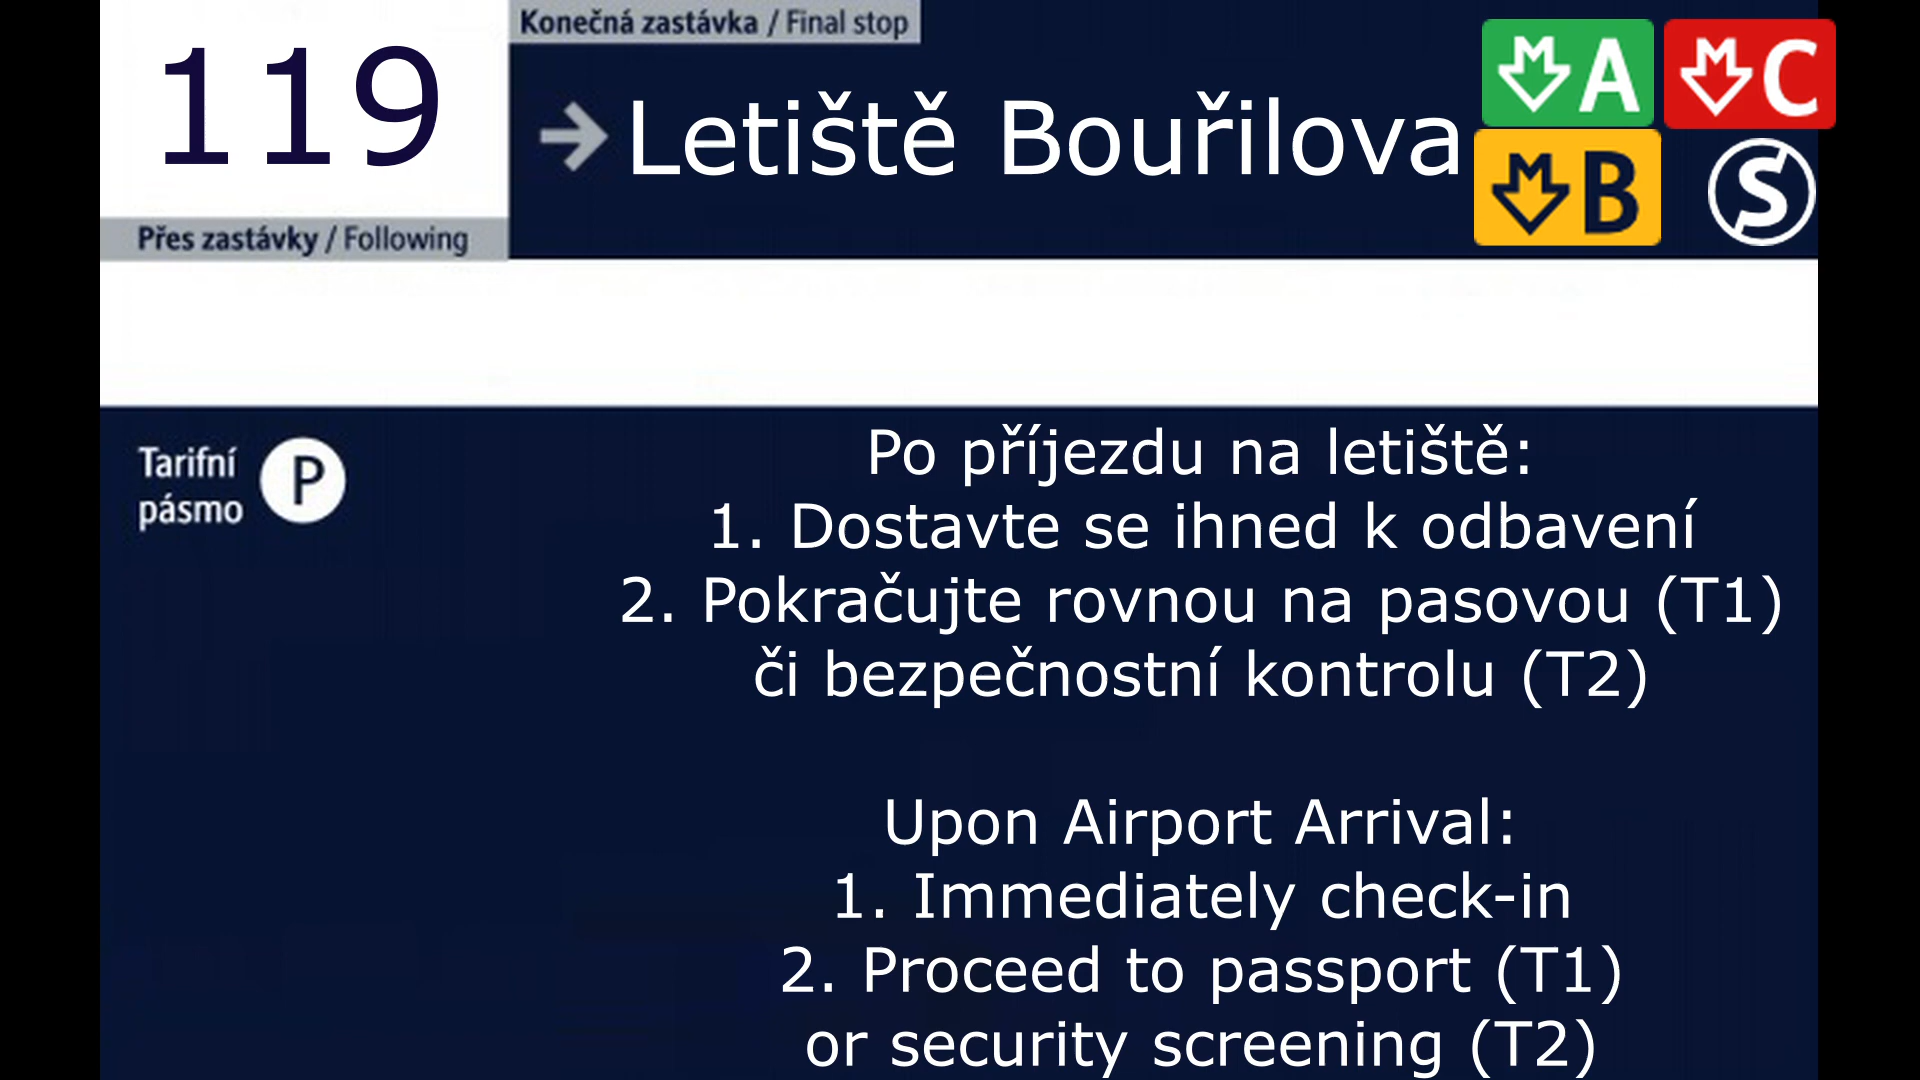 119
Konečná zastávka / Final stop
Letiště Bouřilova
A
C
B
S
Přes zastávky / Following
Tarifní
pásmo
P
Po příjezdu na letiště:
1. Dostavte se ihned k odbavení
2. Pokračujte rovnou na pasovou (T1)
či bezpečnostní kontrolu (T2)
Upon Airport Arrival:
1. Immediately check-in
2. Proceed to passport (T1)
or security screening (T2)